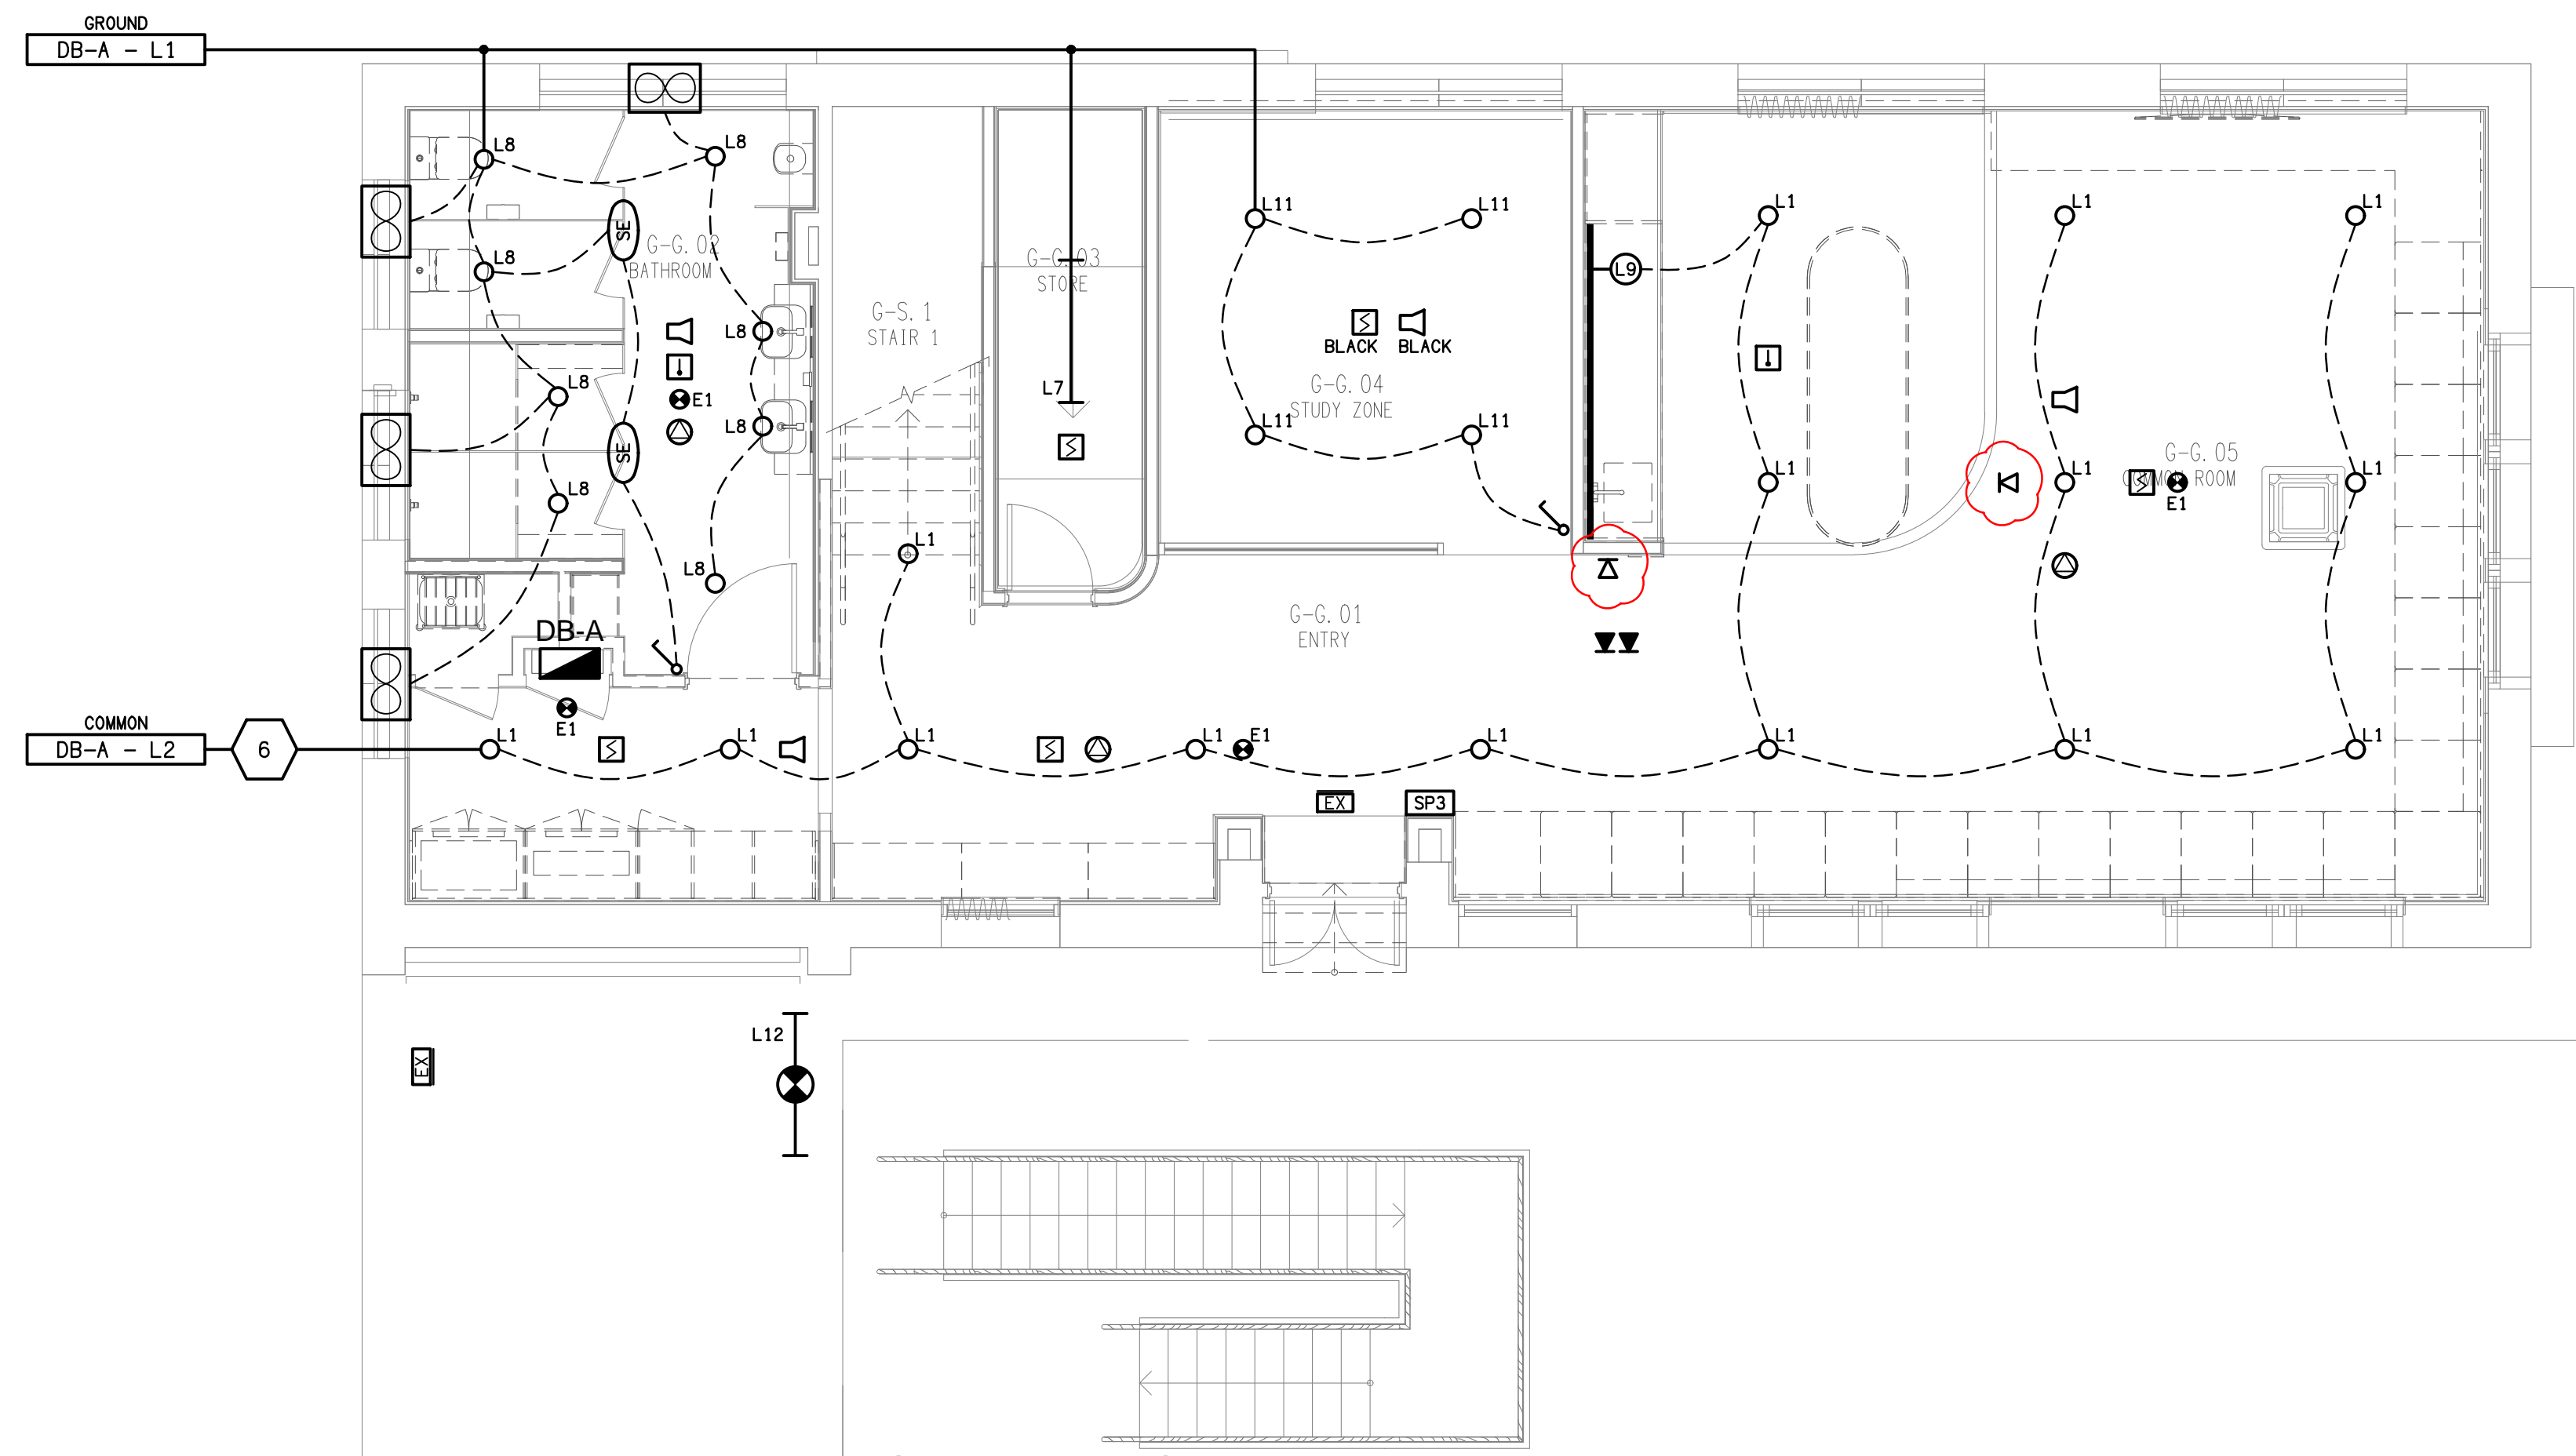 GROUND
DB-A - L1
L8
L8
L8
SE
G-G.02
BATHROOM
L8
E1
L8
L8
SE
L8
L8
DB-A
E1
G-S.1
STAIR 1
L1
G-G.03
STORE
L7
L11
L11
BLACK
BLACK
G-G.04
STUDY ZONE
L11
L11
L9
L1
L1
L1
L1
L1
L1
G-G.05
COMMON ROOM
E1
G-G.01
ENTRY
COMMON
DB-A - L2
6
L1
L1
L1
L1
E1
L1
L1
L1
L1
EX
SP3
L12
EX